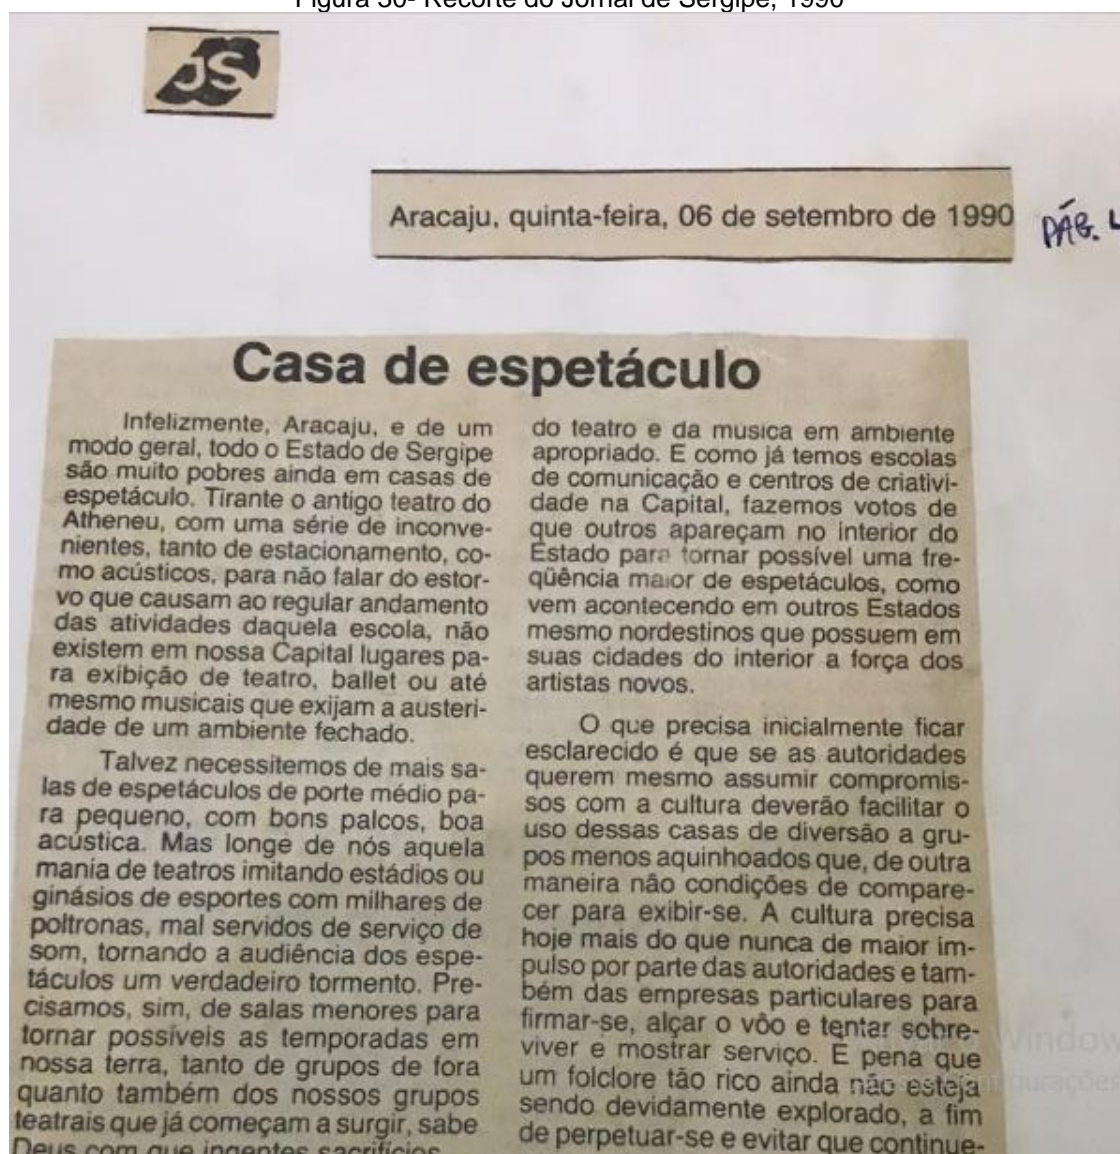 Figura 30- Recorte do Jornal de Sergipe, 1990
JS
Aracaju, quinta-feira, 06 de setembro de 1990
PÁG.
Casa de espetáculo
Infelizmente, Aracaju, e de um
modo geral, todo o Estado de Sergipe
são muito pobres ainda em casas de
espetáculo. Tirante o antigo teatro do
Atheneu, com uma série de inconve-
nientes, tanto de estacionamento, co-
mo acústicos, para não falar do estor-
vo que causam ao regular andamento
das atividades daquela escola, não
existem em nossa Capital lugares pa-
ra exibição de teatro, ballet ou até
mesmo musicais que exijam a austeri-
dade de um ambiente fechado.
Talvez necessitemos de mais sa-
las de espetáculos de porte médio pa-
ra pequeno, com bons palcos, boa
acústica. Mas longe de nós aquela
mania de teatros imitando estádios ou
ginásios de esportes com milhares de
poltronas, mal servidos de serviço de
som, tornando a audiência dos espe-
táculos um verdadeiro tormento. Pre-
cisamos, sim, de salas menores para
tornar possíveis as temporadas em
nossa terra, tanto de grupos de fora
quanto também dos nossos grupos
teatrais que já começam a surgir, sabe
Deus com que ingentes sacrifícios
do teatro e da musica em ambiente
apropriado. E como já temos escolas
de comunicação e centros de criativi-
dade na Capital, fazemos votos de
que outros apareçam no interior do
Estado para tornar possível uma fre-
qüência maior de espetáculos, como
vem acontecendo em outros Estados
mesmo nordestinos que possuem em
suas cidades do interior a força dos
artistas novos.
O que precisa inicialmente ficar
esclarecido é que se as autoridades
querem mesmo assumir compromis-
sos com a cultura deverão facilitar o
uso dessas casas de diversão a gru-
pos menos aquinhoados que, de outra
maneira não condições de compare-
cer para exibir-se. A cultura precisa
hoje mais do que nunca de maior im-
pulso por parte das autoridades e tam-
bém das empresas particulares para
firmar-se, alçar o vôo e tentar sobre-
viver e mostrar serviço. É pena que
um folclore tão rico ainda não esteja
sendo devidamente explorado, a fim
de perpetuar-se e evitar que continue-